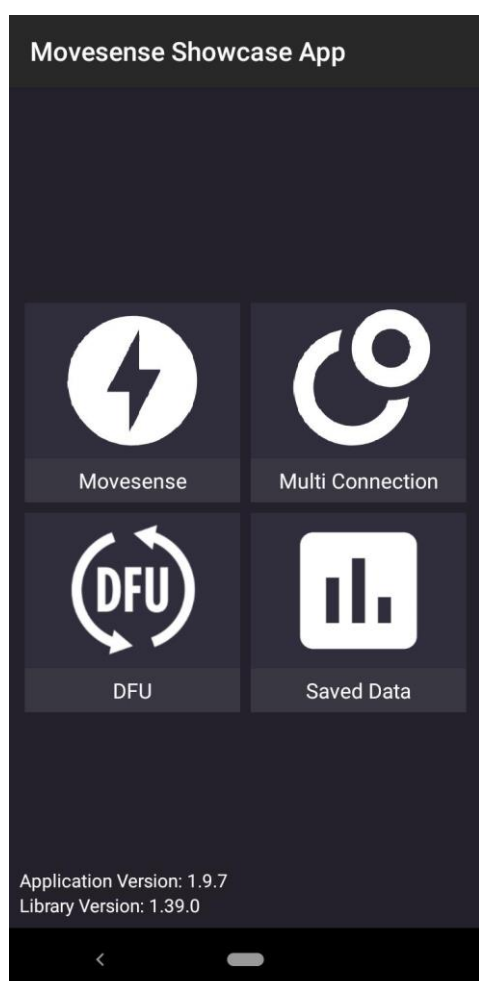 Movesense Showcase App
Movesense
Multi Connection
DFU
DFU
Saved Data
Application Version: 1.9.7
Library Version: 1.39.0